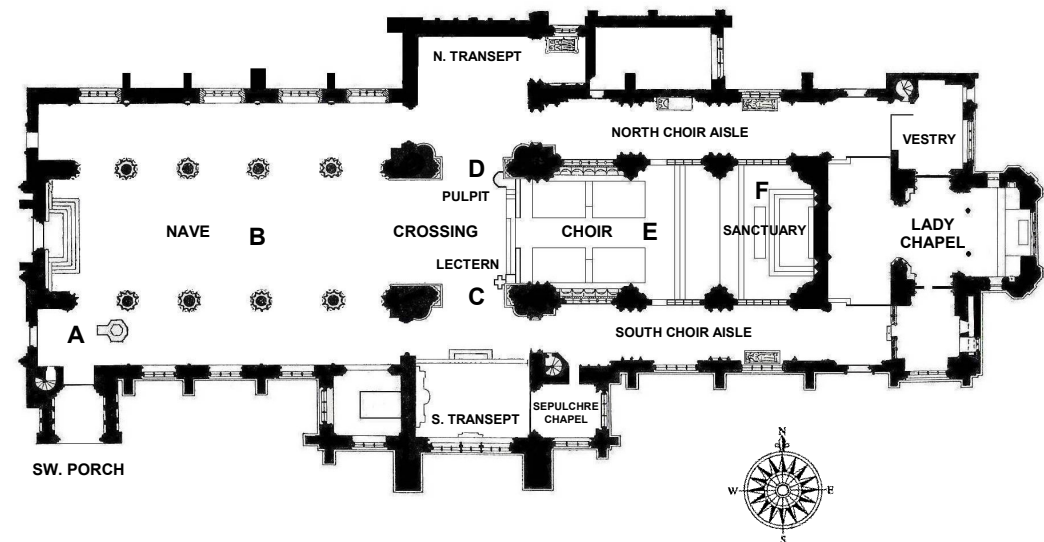 N. TRANSEPT
NORTH CHOIR AISLE
VESTRY
D
PULPIT
F
NAVE
B
CROSSING
CHOIR
E
SANCTUARY
LADY
CHAPEL
LECTERN
C
A
SOUTH CHOIR AISLE
S. TRANSEPT
SEPULCHRE
CHAPEL
SW. PORCH
N
W
E
S